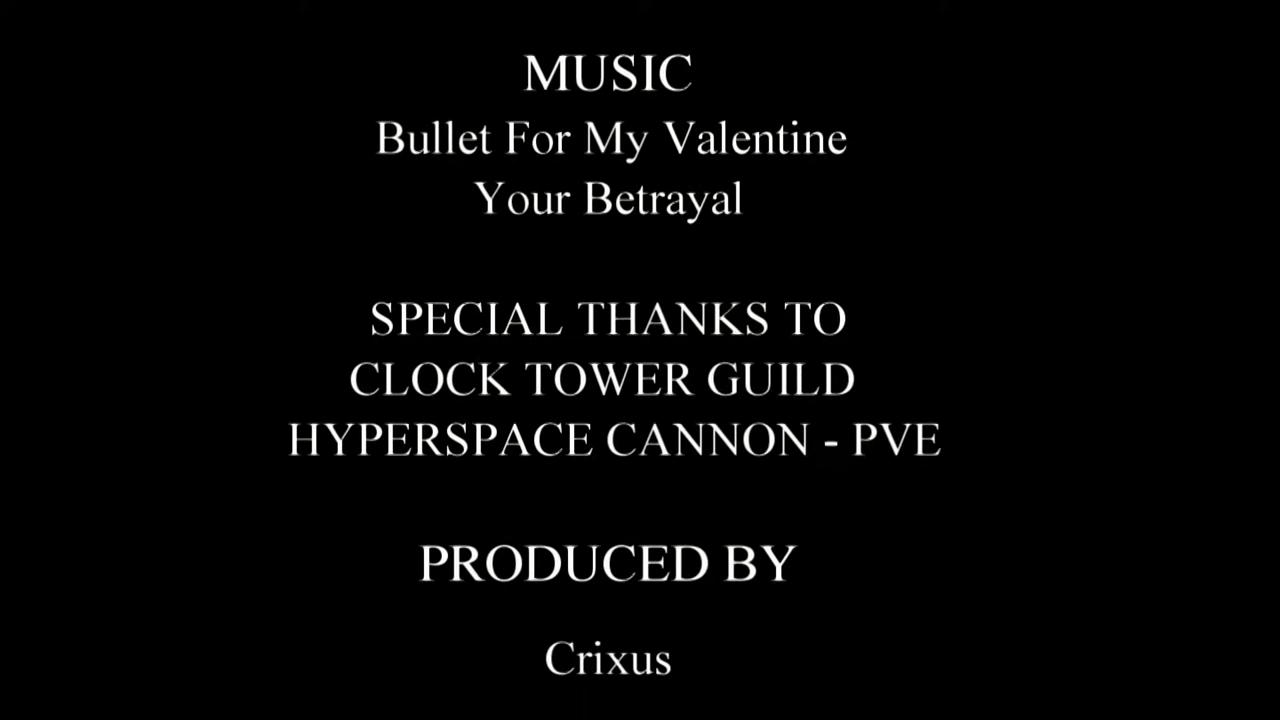 MUSIC
Bullet For My Valentine
Your Betrayal
SPECIAL THANKS TO
CLOCK TOWER GUILD
HYPERSPACE CANNON - PVE
PRODUCED BY
Crixus